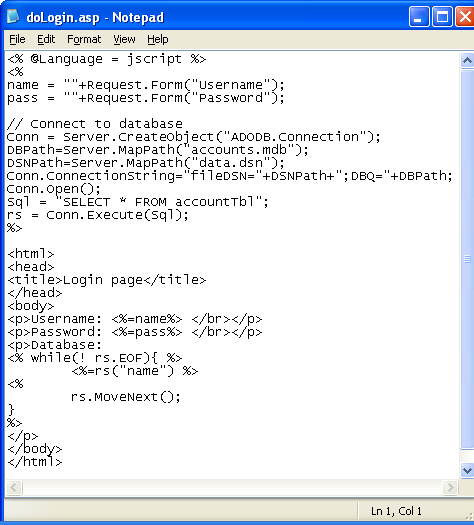 doLogin.asp - Notepad
File Edit Format View Help
<% @Language = jscript %>
<%
name = ""+Request.Form("Username");
pass = ""+Request.Form("Password");

// Connect to database
Conn = Server.CreateObject("ADODB.Connection");
DBPath=Server.MapPath("accounts.mdb");
DSNPath=Server.MapPath("data.dsn");
Conn.ConnectionString="fileDSN="+DSNPath+";DBQ="+DBPath;
Conn.Open();
Sql = "SELECT * FROM accountTbl";
rs = Conn.Execute(Sql);
%>

<html>
<head>
<title>Login page</title>
</head>
<body>
<p>Username: <%=name%> </br></p>
<p>Password: <%=pass%> </br></p>
<p>Database:
<% while(! rs.EOF){ %>
        <%=rs("name") %>
<%
        rs.MoveNext();
}
%>
</p>
</body>
</html>
Ln 1, Col 1